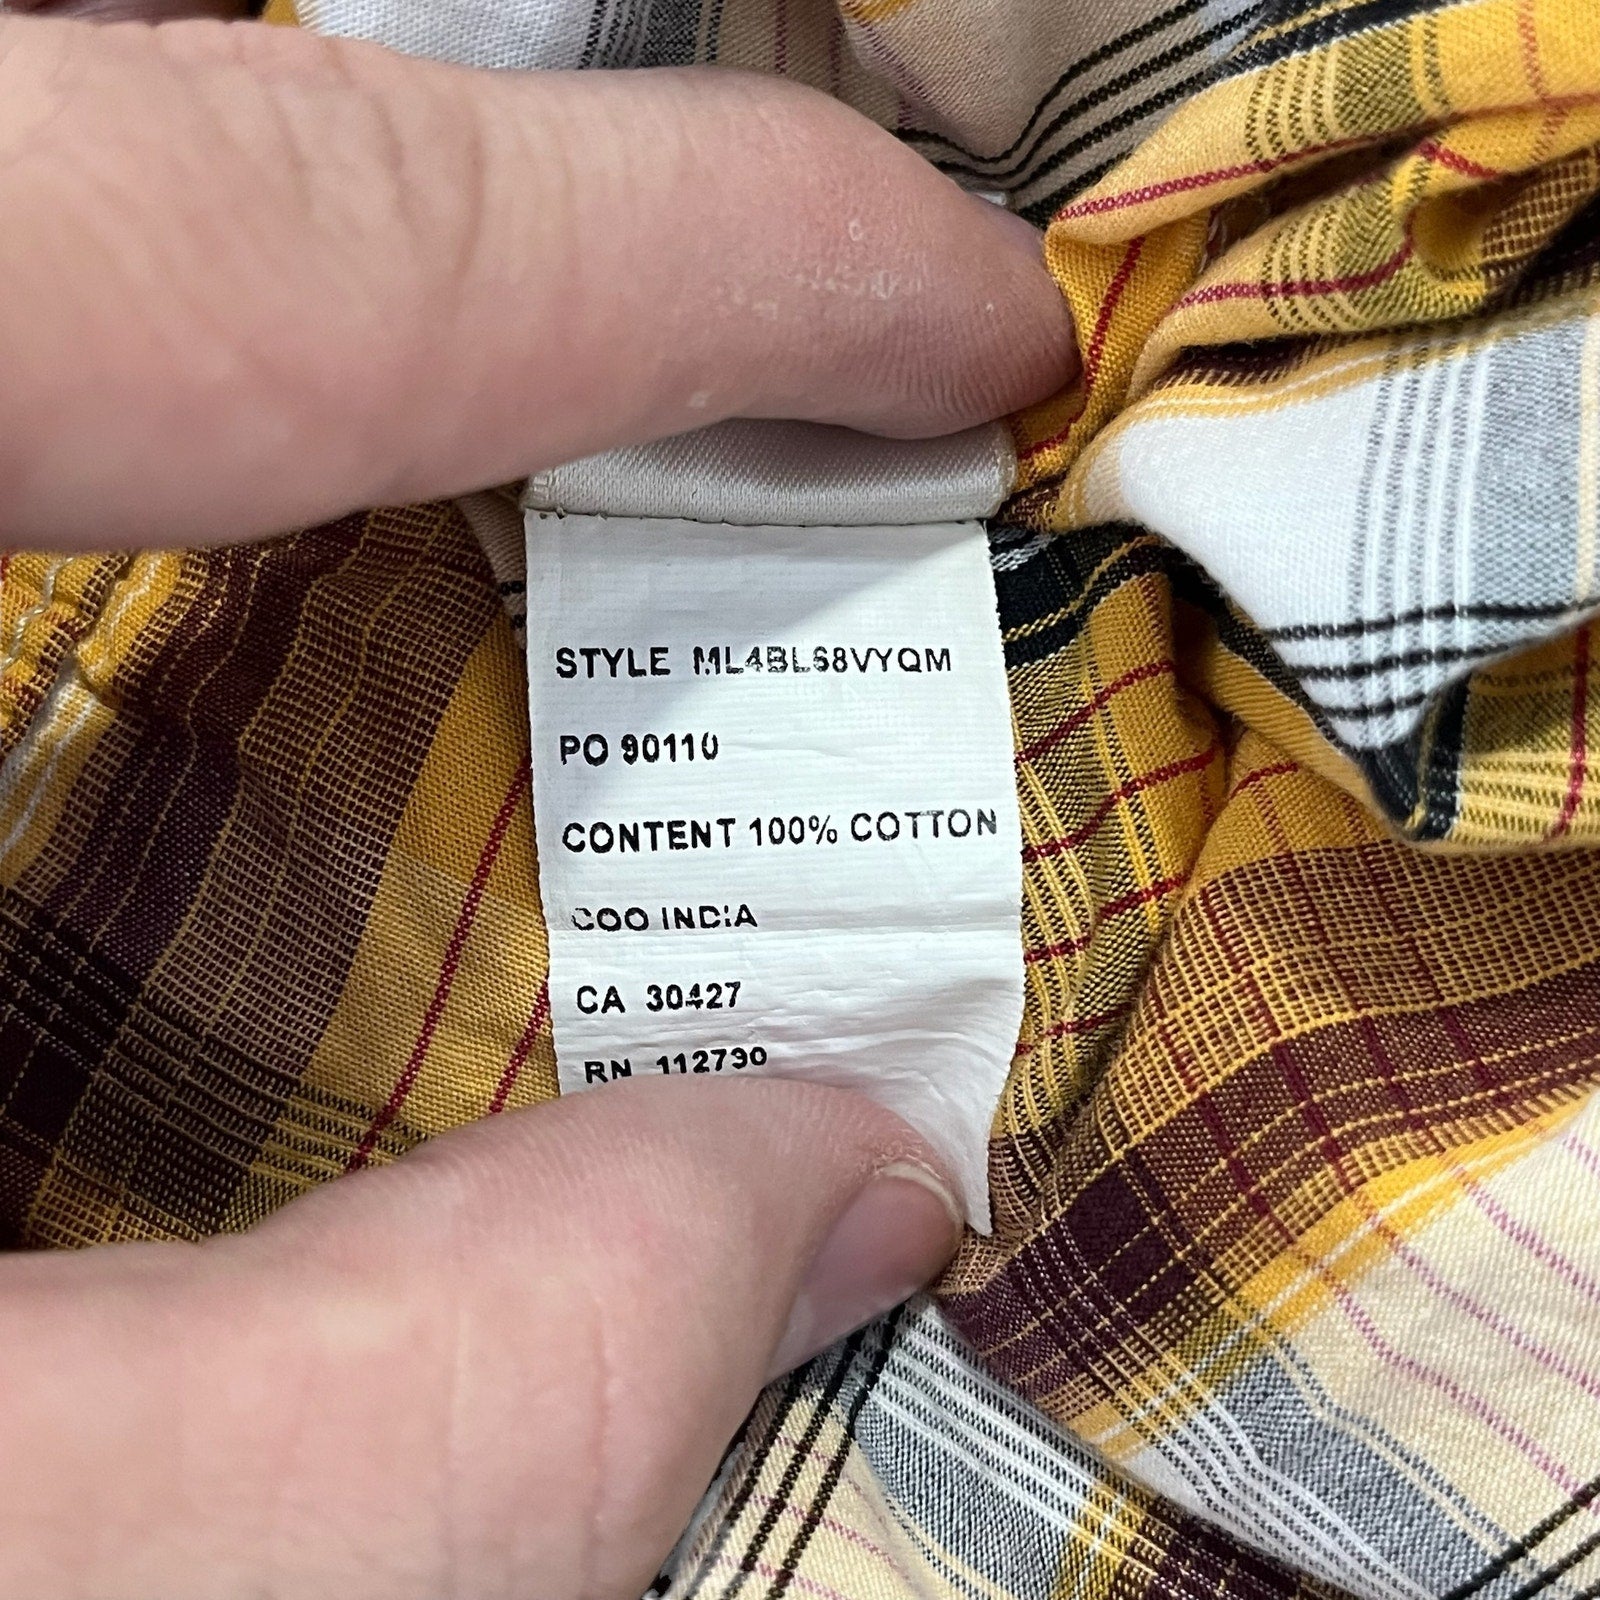 STYLE ML4BL68VYQM
PO 90110
CONTENT 100% COTTON
COO INDIA
CA 30427
RN 112790